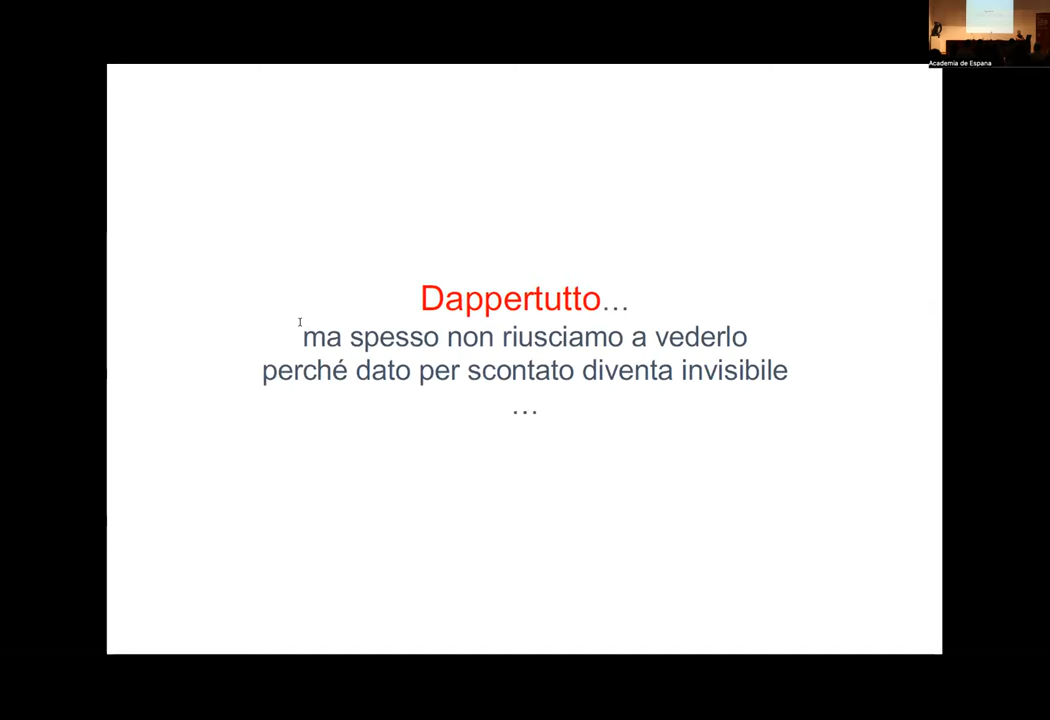 Academia de Espana
Dappertutto...
ma spesso non riusciamo a vederlo
perché dato per scontato diventa invisibile
...